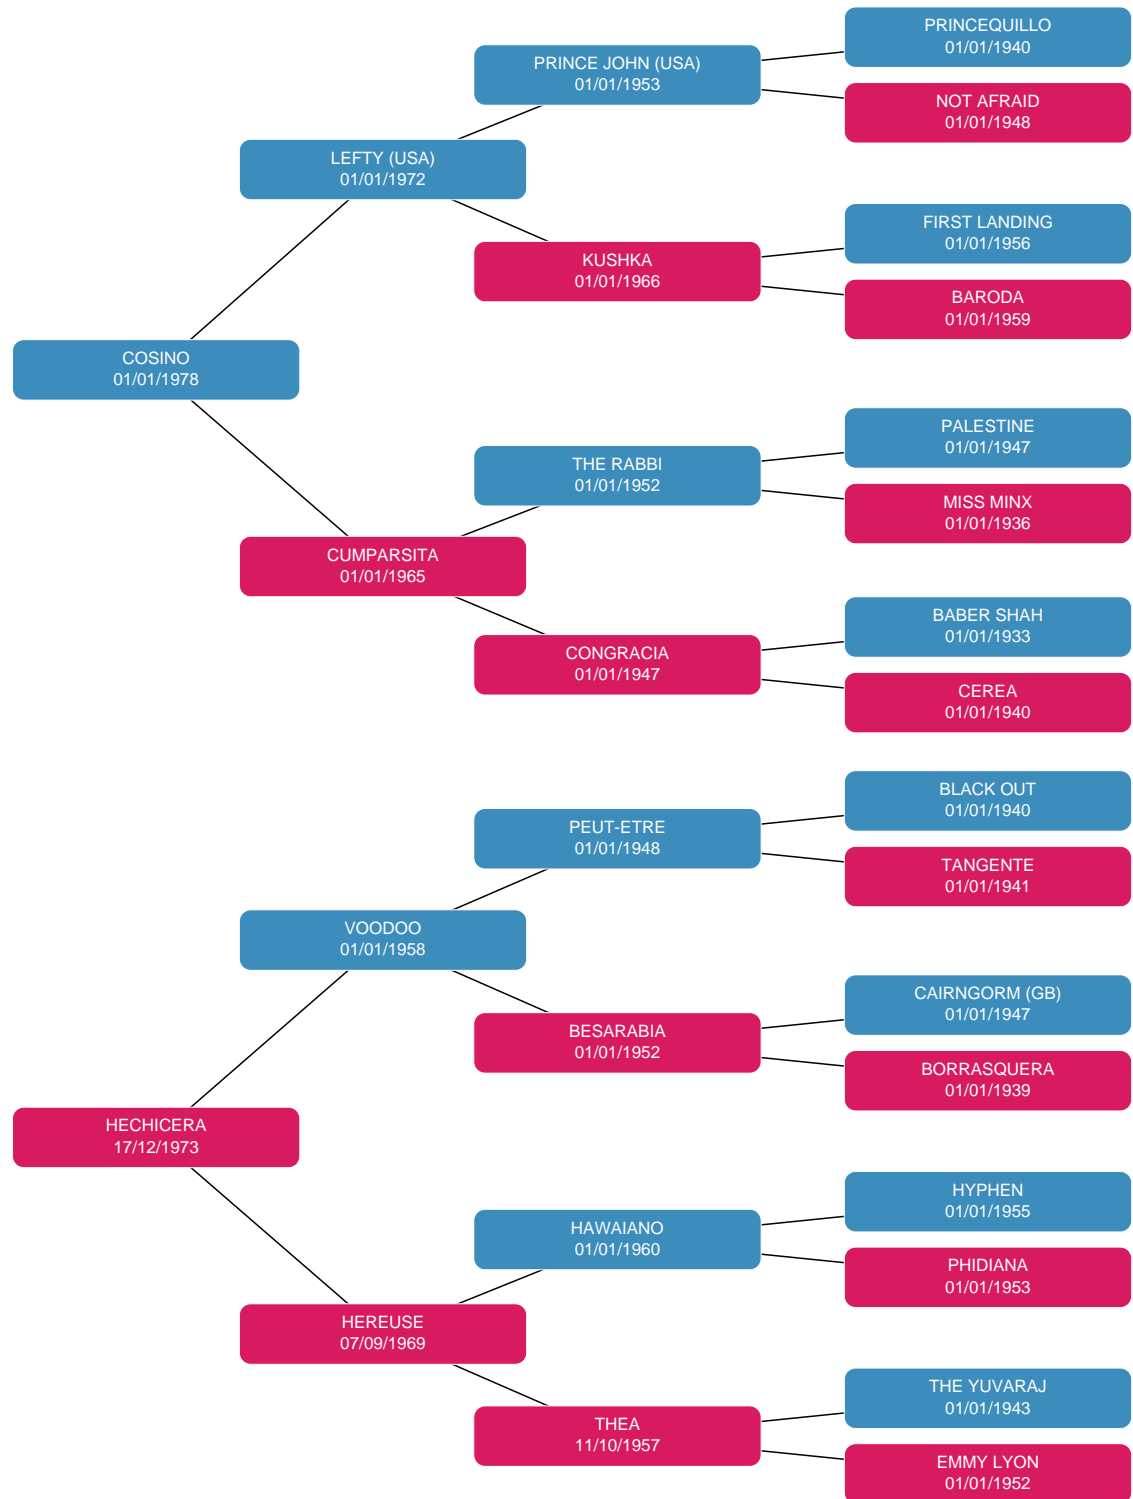 PRINCEQUILLO
01/01/1940
PRINCE JOHN (USA)
01/01/1953
NOT AFRAID
01/01/1948
LEFTY (USA)
01/01/1972
FIRST LANDING
01/01/1956
KUSHKA
01/01/1966
BARODA
01/01/1959
COSINO
01/01/1978
PALESTINE
01/01/1947
THE RABBI
01/01/1952
MISS MINX
01/01/1936
CUMPARSITA
01/01/1965
BABER SHAH
01/01/1933
CONGRACIA
01/01/1947
CEREA
01/01/1940
BLACK OUT
01/01/1940
PEUT-ETRE
01/01/1948
TANGENTE
01/01/1941
VOODOO
01/01/1958
CAIRNGORM (GB)
01/01/1947
BESARABIA
01/01/1952
BORRASQUERA
01/01/1939
HECHICERA
17/12/1973
HYPHEN
01/01/1955
HAWAIANO
01/01/1960
PHIDIANA
01/01/1953
HEREUSE
07/09/1969
THE YUVARAJ
01/01/1943
THEA
11/10/1957
EMMY LYON
01/01/1952